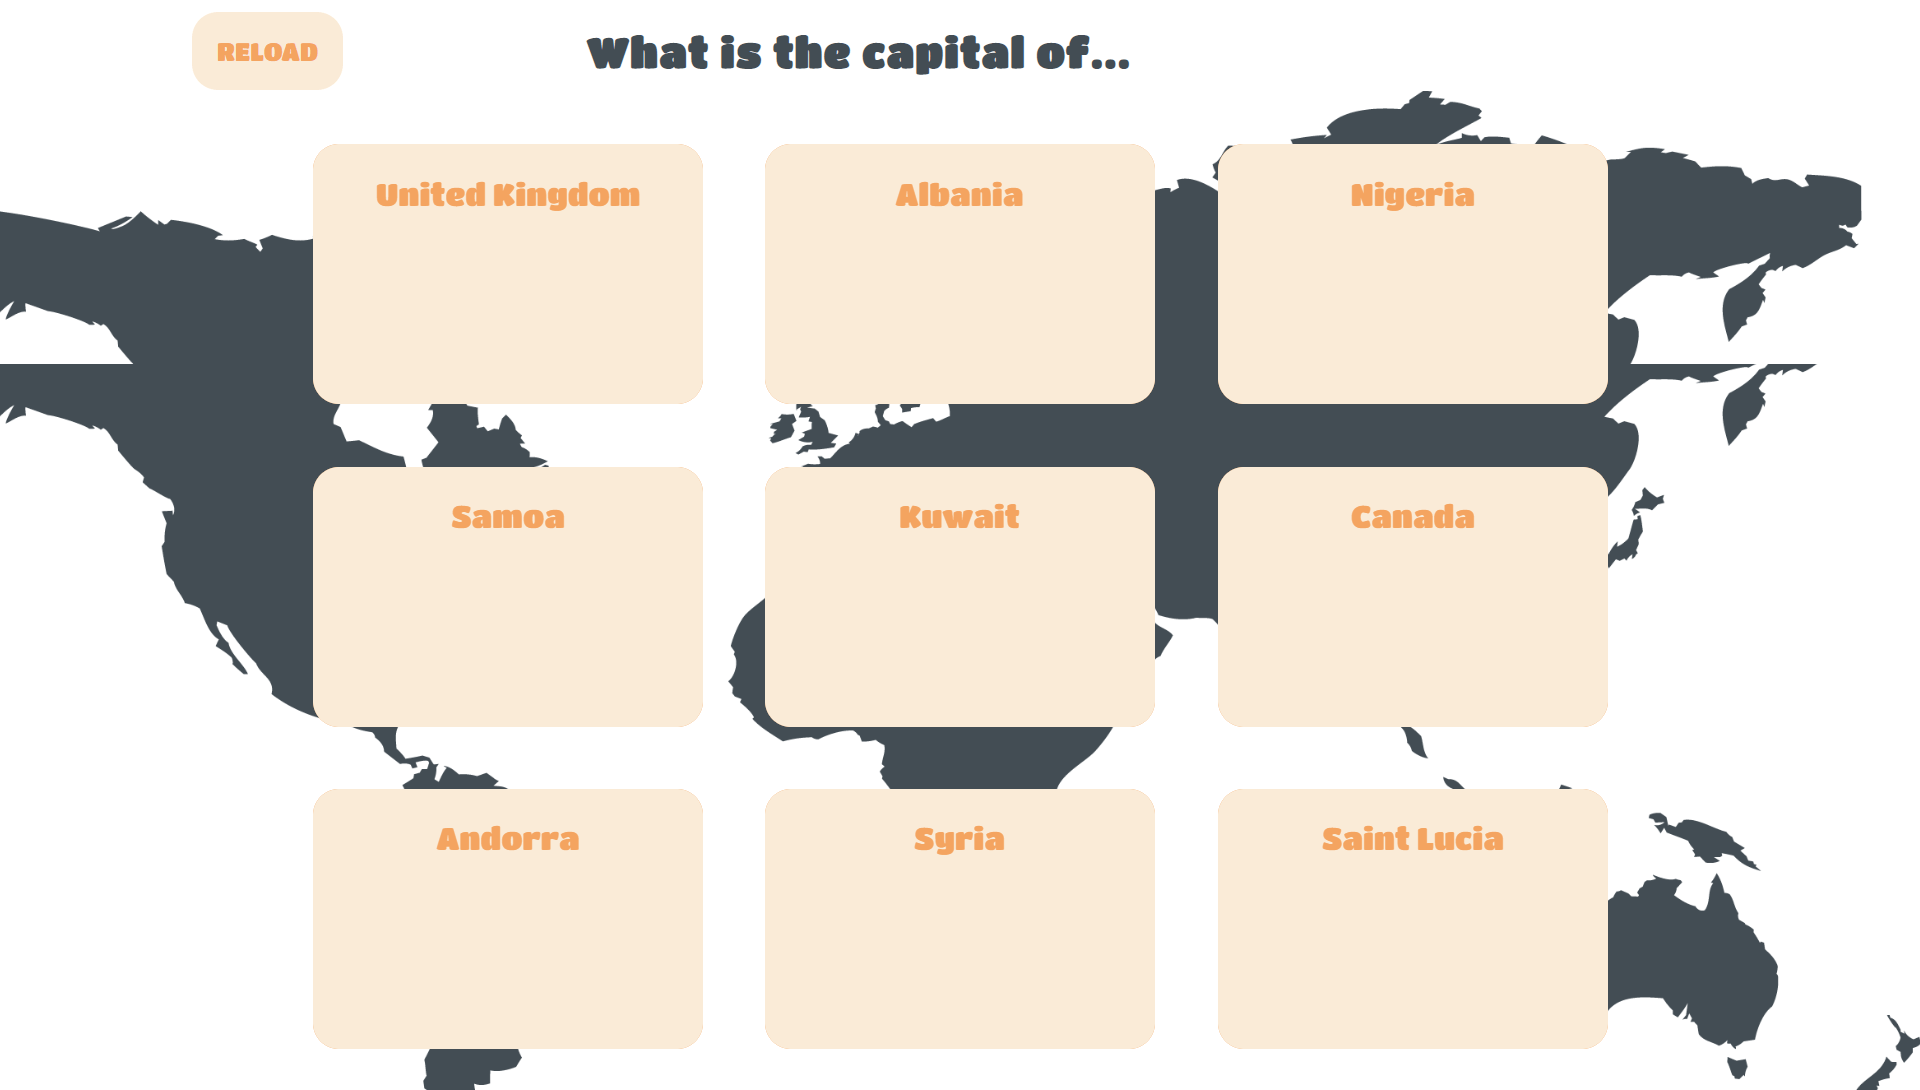 RELOAD
What is the capital of...
United Kingdom
Albania
Nigeria
Samoa
Kuwait
Canada
Andorra
Syria
Saint Lucia